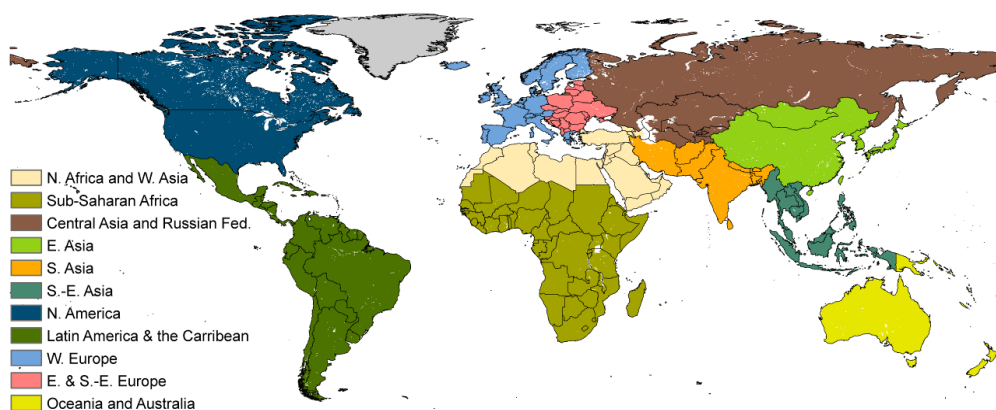 N. Africa and W. Asia
Sub-Saharan Africa
Central Asia and Russian Fed.
E. Asia
S. Asia
S.-E. Asia
N. America
Latin America & the Carribean
W. Europe
E. & S.-E. Europe
Oceania and Australia